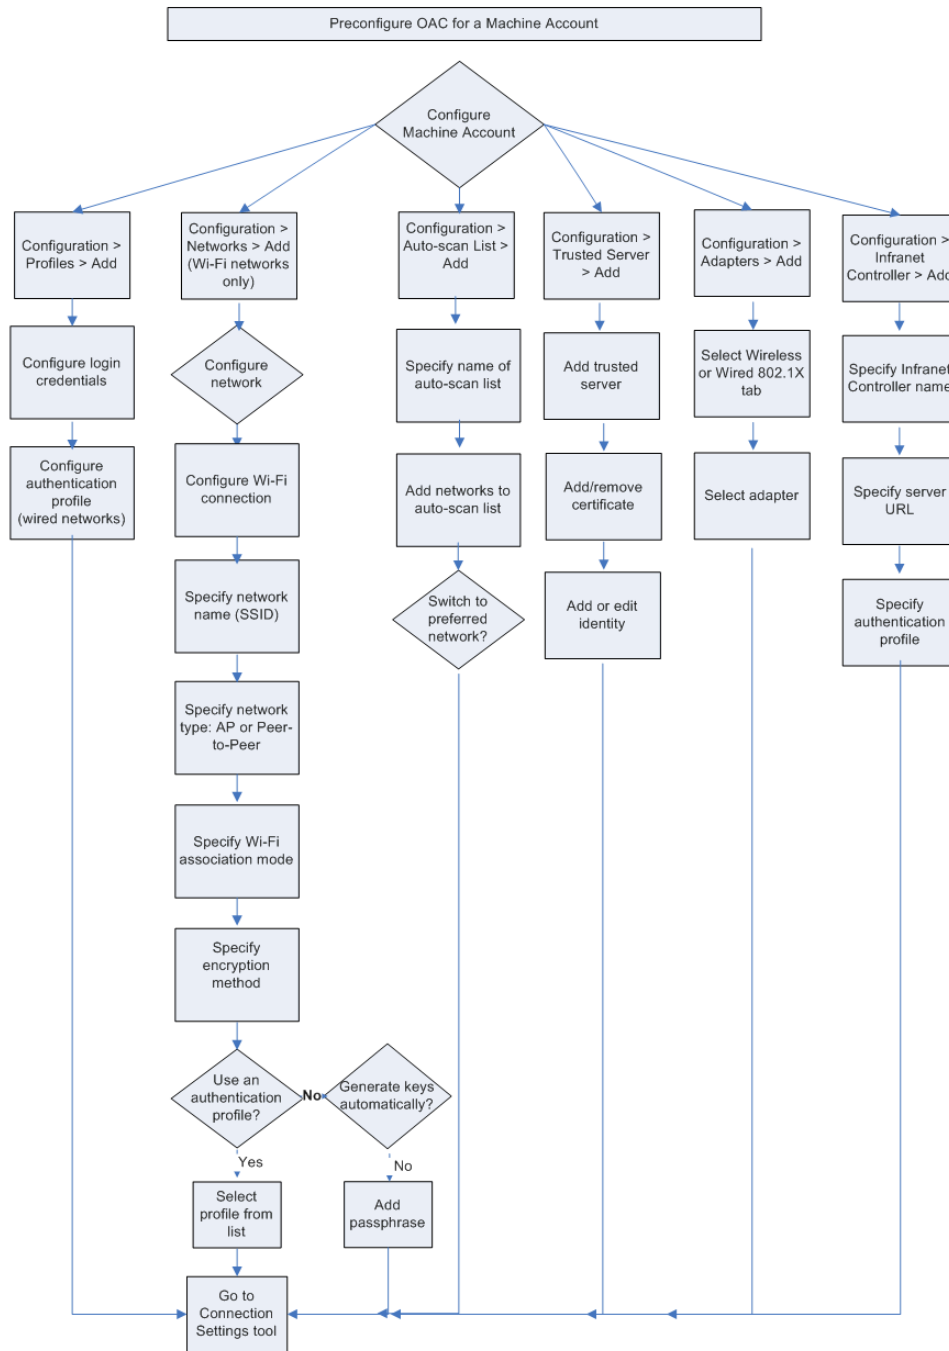 Preconfigure OAC for a Machine Account
Configure
Machine Account
Configuration >
Profiles > Add
Configuration >
Networks > Add
(Wi-Fi networks
only)
Configuration >
Auto-scan List >
Add
Configuration >
Trusted Server
> Add
Configuration >
Adapters > Add
Configuration >
Infranet
Controller > Add
Configure login
credentials
Configure
network
Specify name of
auto-scan list
Add trusted
server
Select Wireless
or Wired 802.1X
tab
Specify Infranet
Controller name
Configure
authentication
profile
(wired networks)
Configure Wi-Fi
connection
Add networks to
auto-scan list
Add/remove
certificate
Select adapter
Specify server
URL
Specify network
name (SSID)
Switch to
preferred
network?
Add or edit
identity
Specify
authentication
profile
Specify network
type: AP or Peer-
to-Peer
Specify Wi-Fi
association mode
Specify
encryption
method
Use an
authentication
profile?
No
Generate keys
automatically?
Yes
No
Select
profile from
list
Add
passphrase
Go to
Connection
Settings tool